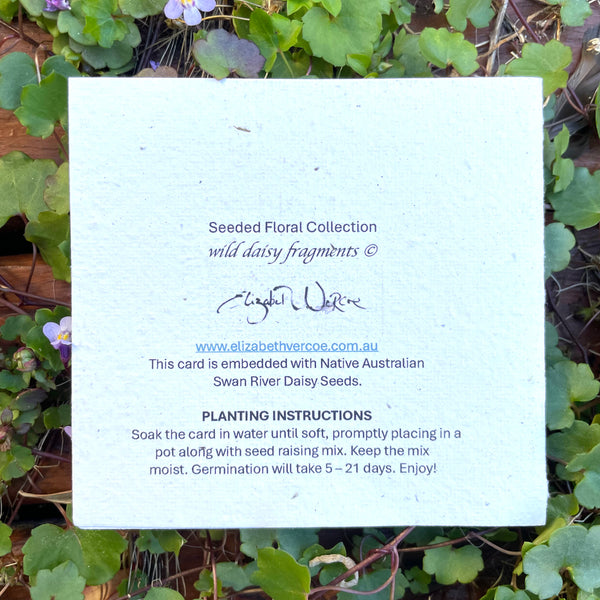 Seeded Floral Collection
wild daisy fragments ©
Elizabeth Vercoe
www.elizabethvercoe.com.au
This card is embedded with Native Australian
Swan River Daisy Seeds.
PLANTING INSTRUCTIONS
Soak the card in water until soft, promptly placing in a
pot along with seed raising mix. Keep the mix
moist. Germination will take 5 – 21 days. Enjoy!